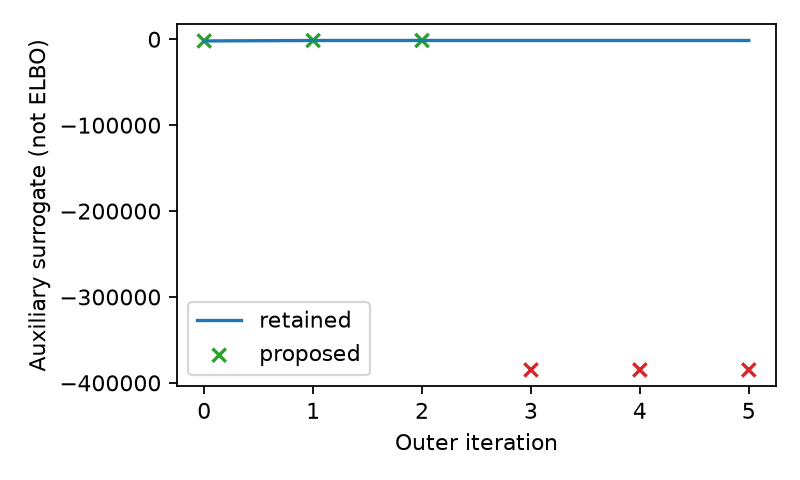 Auxiliary surrogate (not ELBO)
0
−100000
−200000
−300000
−400000
retained
proposed
0 1 2 3 4 5
Outer iteration